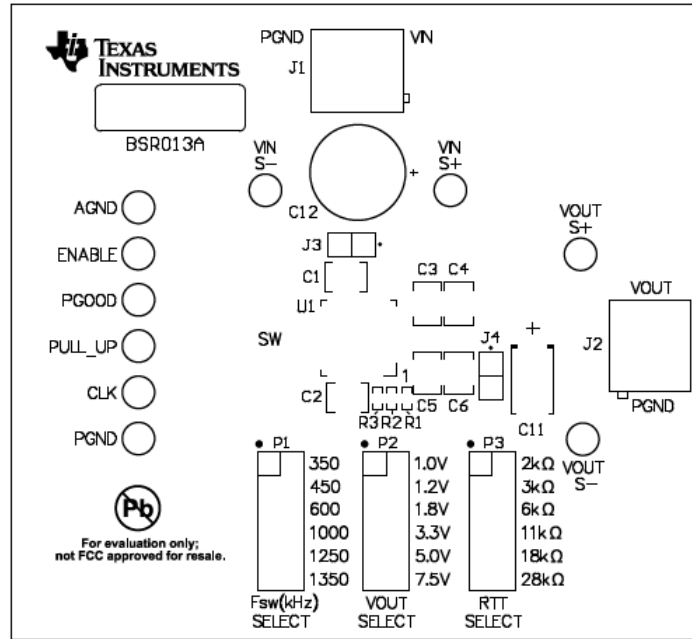 TEXAS
INSTRUMENTS
BSR013A
PGND
VIN
J1
VIN
S-
VIN
S+
C12
+
J3
C1
U1
SW
C2
C3 C4
C5 C6
J4
1
R3 R2 R1
+
C11
VOUT
S+
VOUT
J2
PGND
VOUT
S-
AGND
ENABLE
PGOOD
PULL_UP
CLK
PGND
Pb
For evaluation only;
not FCC approved for resale.
P1
350
450
600
1000
1250
1350
Fsw(kHz)
SELECT
P2
1.0V
1.2V
1.8V
3.3V
5.0V
7.5V
VOUT
SELECT
P3
2kΩ
3kΩ
6kΩ
11kΩ
18kΩ
28kΩ
RTT
SELECT